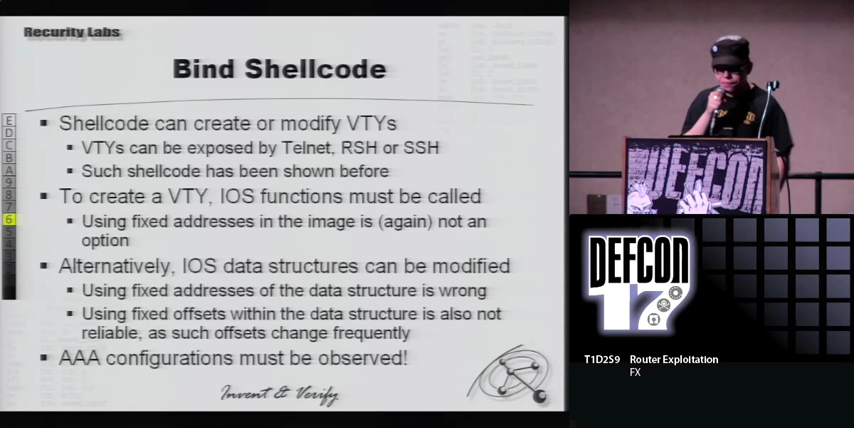 Recurity Labs
Bind Shellcode
Shellcode can create or modify VTYs
VTYs can be exposed by Telnet, RSH or SSH
Such shellcode has been shown before
To create a VTY, IOS functions must be called
Using fixed addresses in the image is (again) not an
option
Alternatively, IOS data structures can be modified
Using fixed addresses of the data structure is wrong
Using fixed offsets within the data structure is also not
reliable, as such offsets change frequently
AAA configurations must be observed!
Invent & Verify
E
D
C
B
A
9
8
7
6
5
4
DEFCON
DEFCON
17
T1D2S9 Router Exploitation
FX